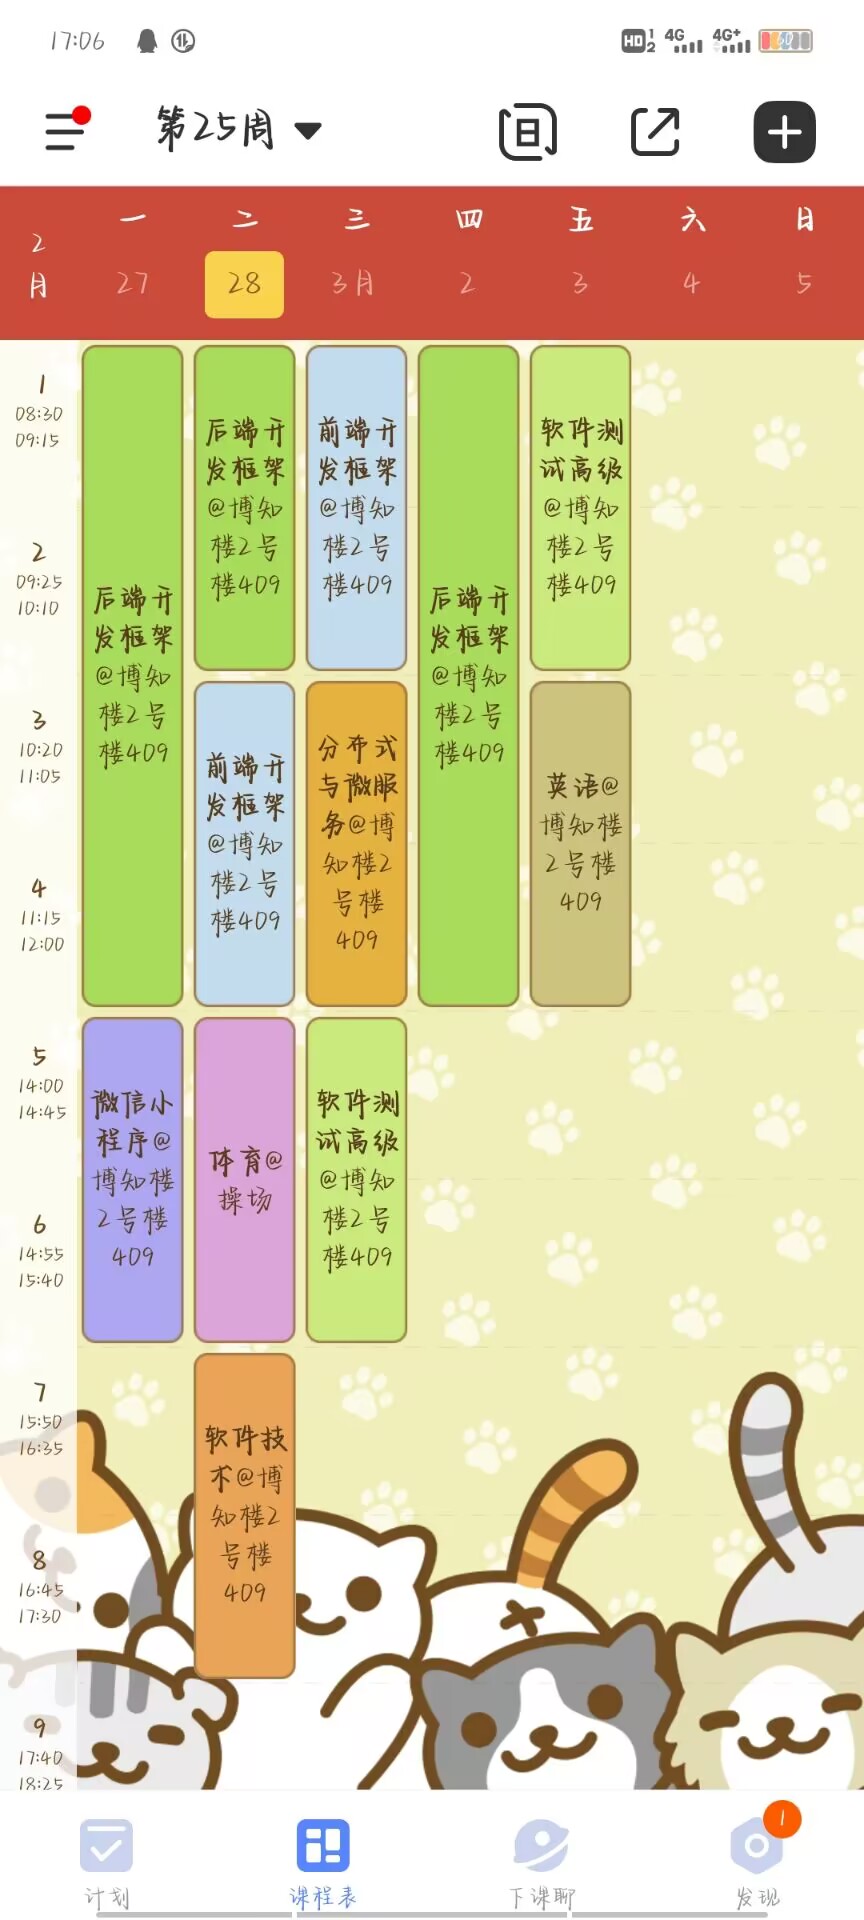 17:06
HD 1 2 4G 4G+
第25周
日
2月
一 二 三 四 五 六 日
27 28 3月 2 3 4 5
1
08:30
09:15
2
09:25
10:10
3
10:20
11:05
4
11:15
12:00
5
14:00
14:45
6
14:55
15:40
7
15:50
16:35
8
16:45
17:30
9
17:40
18:25
后端开
发框架
@博知
楼2号
楼409
微信小
程序@
博知楼
2号楼
409
后端开
发框架
@博知
楼2号
楼409
前端开
发框架
@博知
楼2号
楼409
体育@
操场
软件技
术@博
知楼2
号楼
409
前端开
发框架
@博知
楼2号
楼409
分布式
与微服
务@博
知楼2
号楼
409
软件测
试高级
@博知
楼2号
楼409
后端开
发框架
@博知
楼2号
楼409
软件测
试高级
@博知
楼2号
楼409
英语@
博知楼
2号楼
409
1
计划 课程表 下课聊 发现